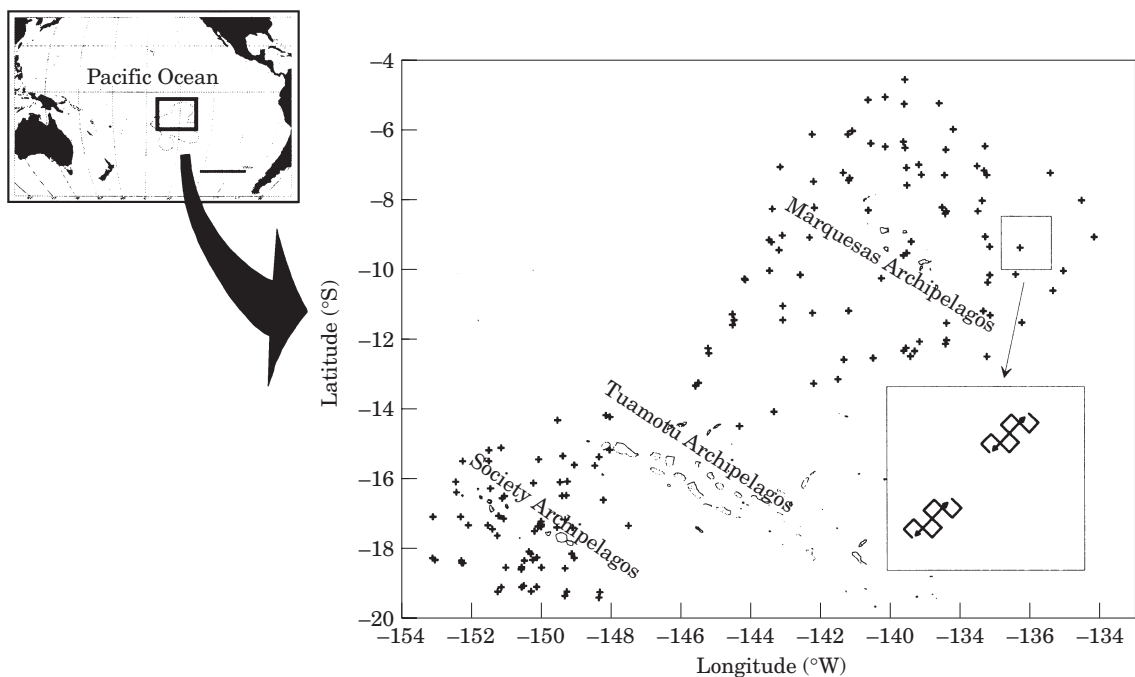 Pacific Ocean
−4
−6
−8
−10
−12
−14
−16
−18
−20
Latitude (°S)
Marquesas Archipelagos
Tuamotu Archipelagos
Society Archipelagos
−154 −152 −150 −148 −146 −144 −142 −140 −134 −136 −134
Longitude (°W)